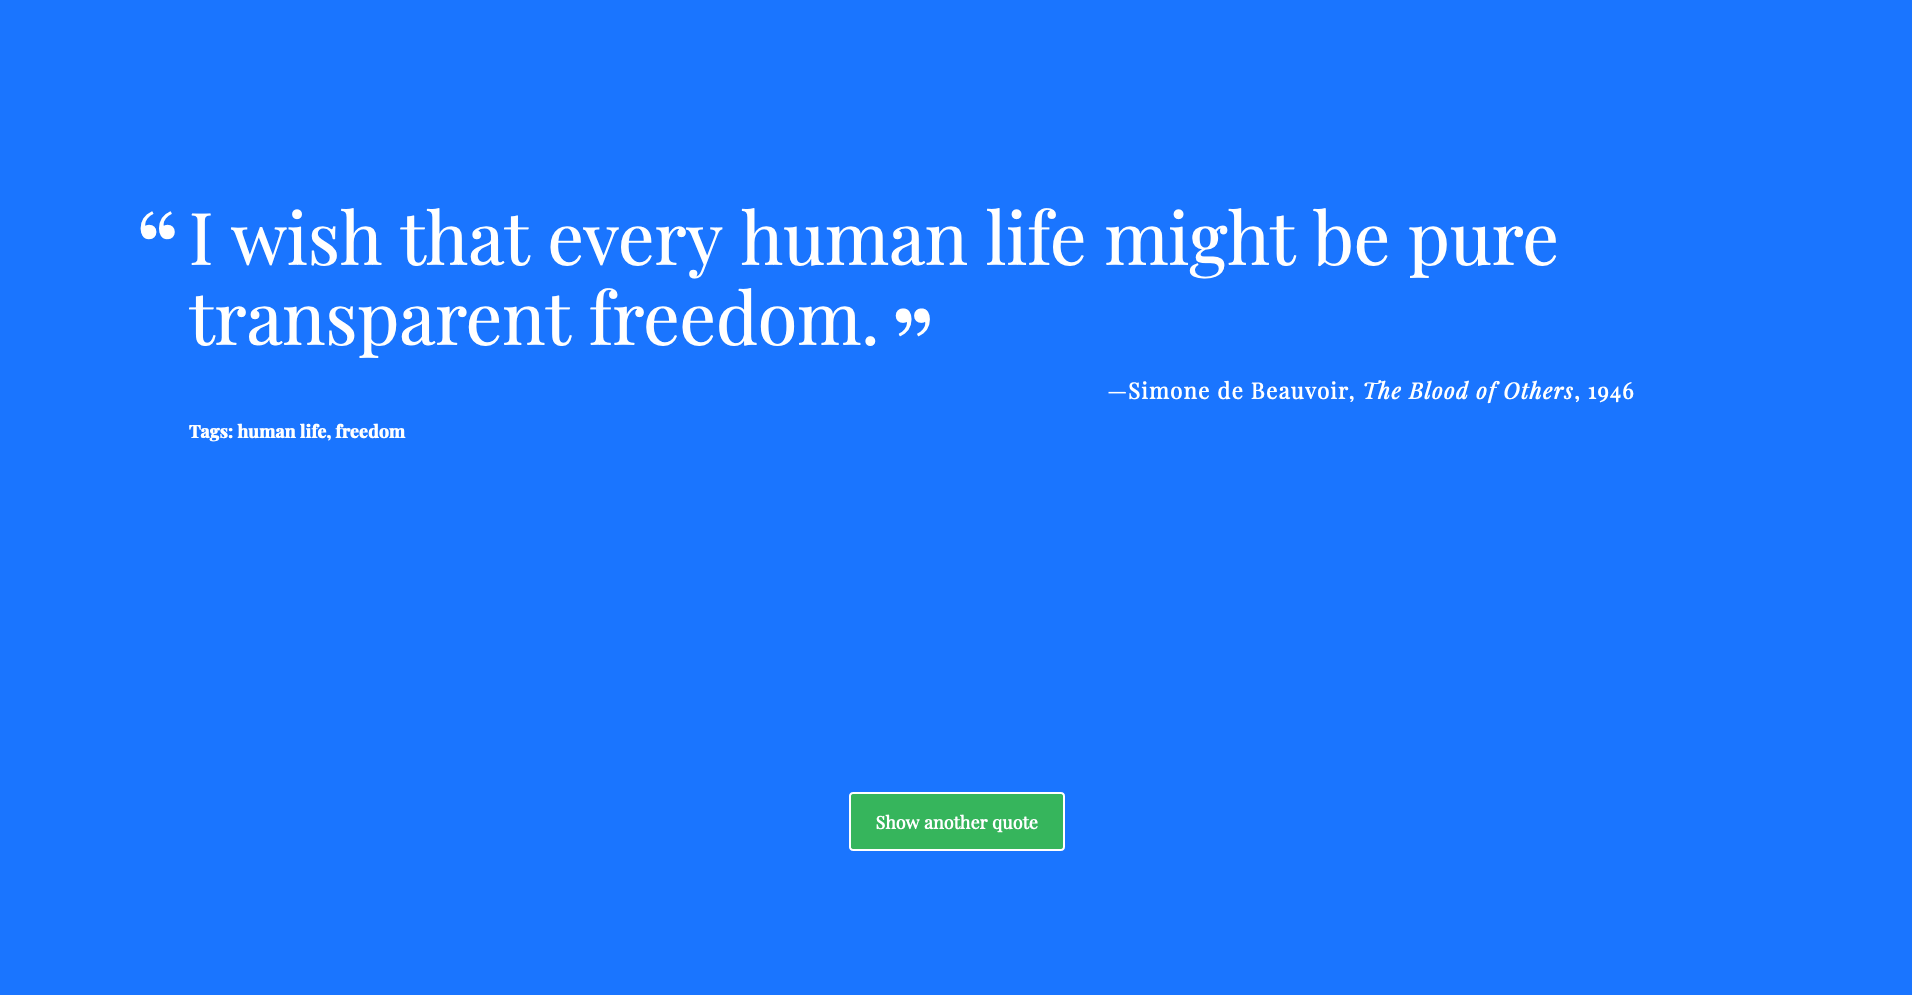 “I wish that every human life might be pure
transparent freedom.”
—Simone de Beauvoir, The Blood of Others, 1946
Tags: human life, freedom
Show another quote